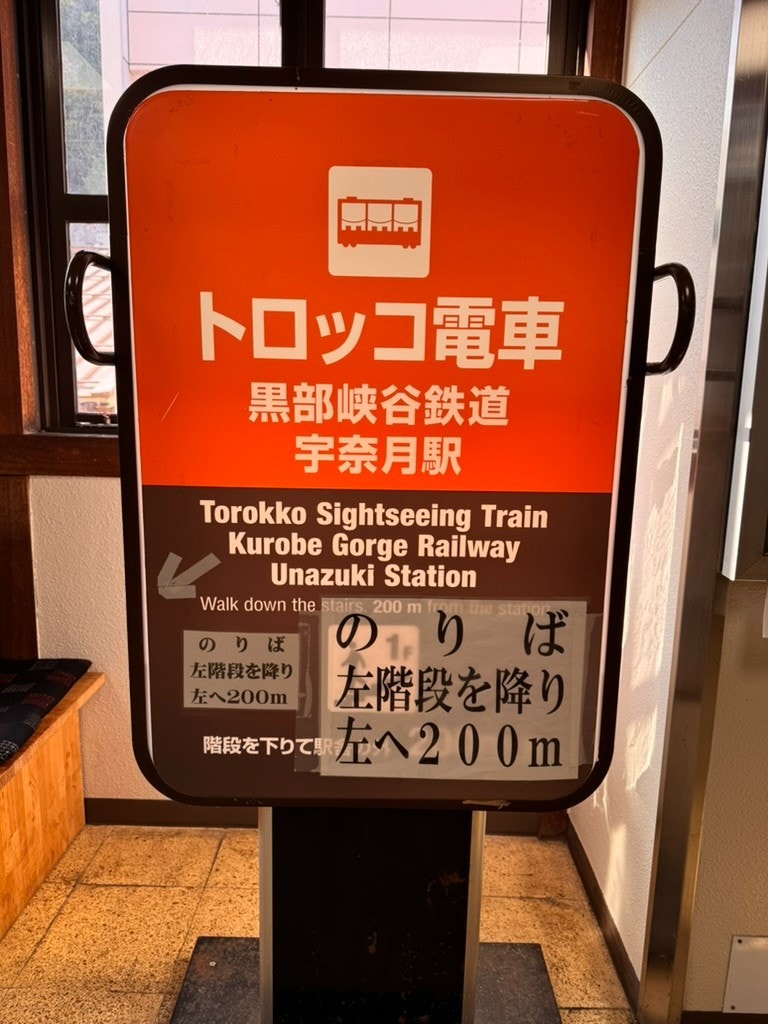 トロッコ電車
黒部峡谷鉄道
宇奈月駅
Torokko Sightseeing Train
Kurobe Gorge Railway
Unazuki Station
Walk down the stairs, 200 m from the station
のりば
左階段を降り
左へ200m
1F
のりば
左階段を降り
左へ200m
階段を下りて駅